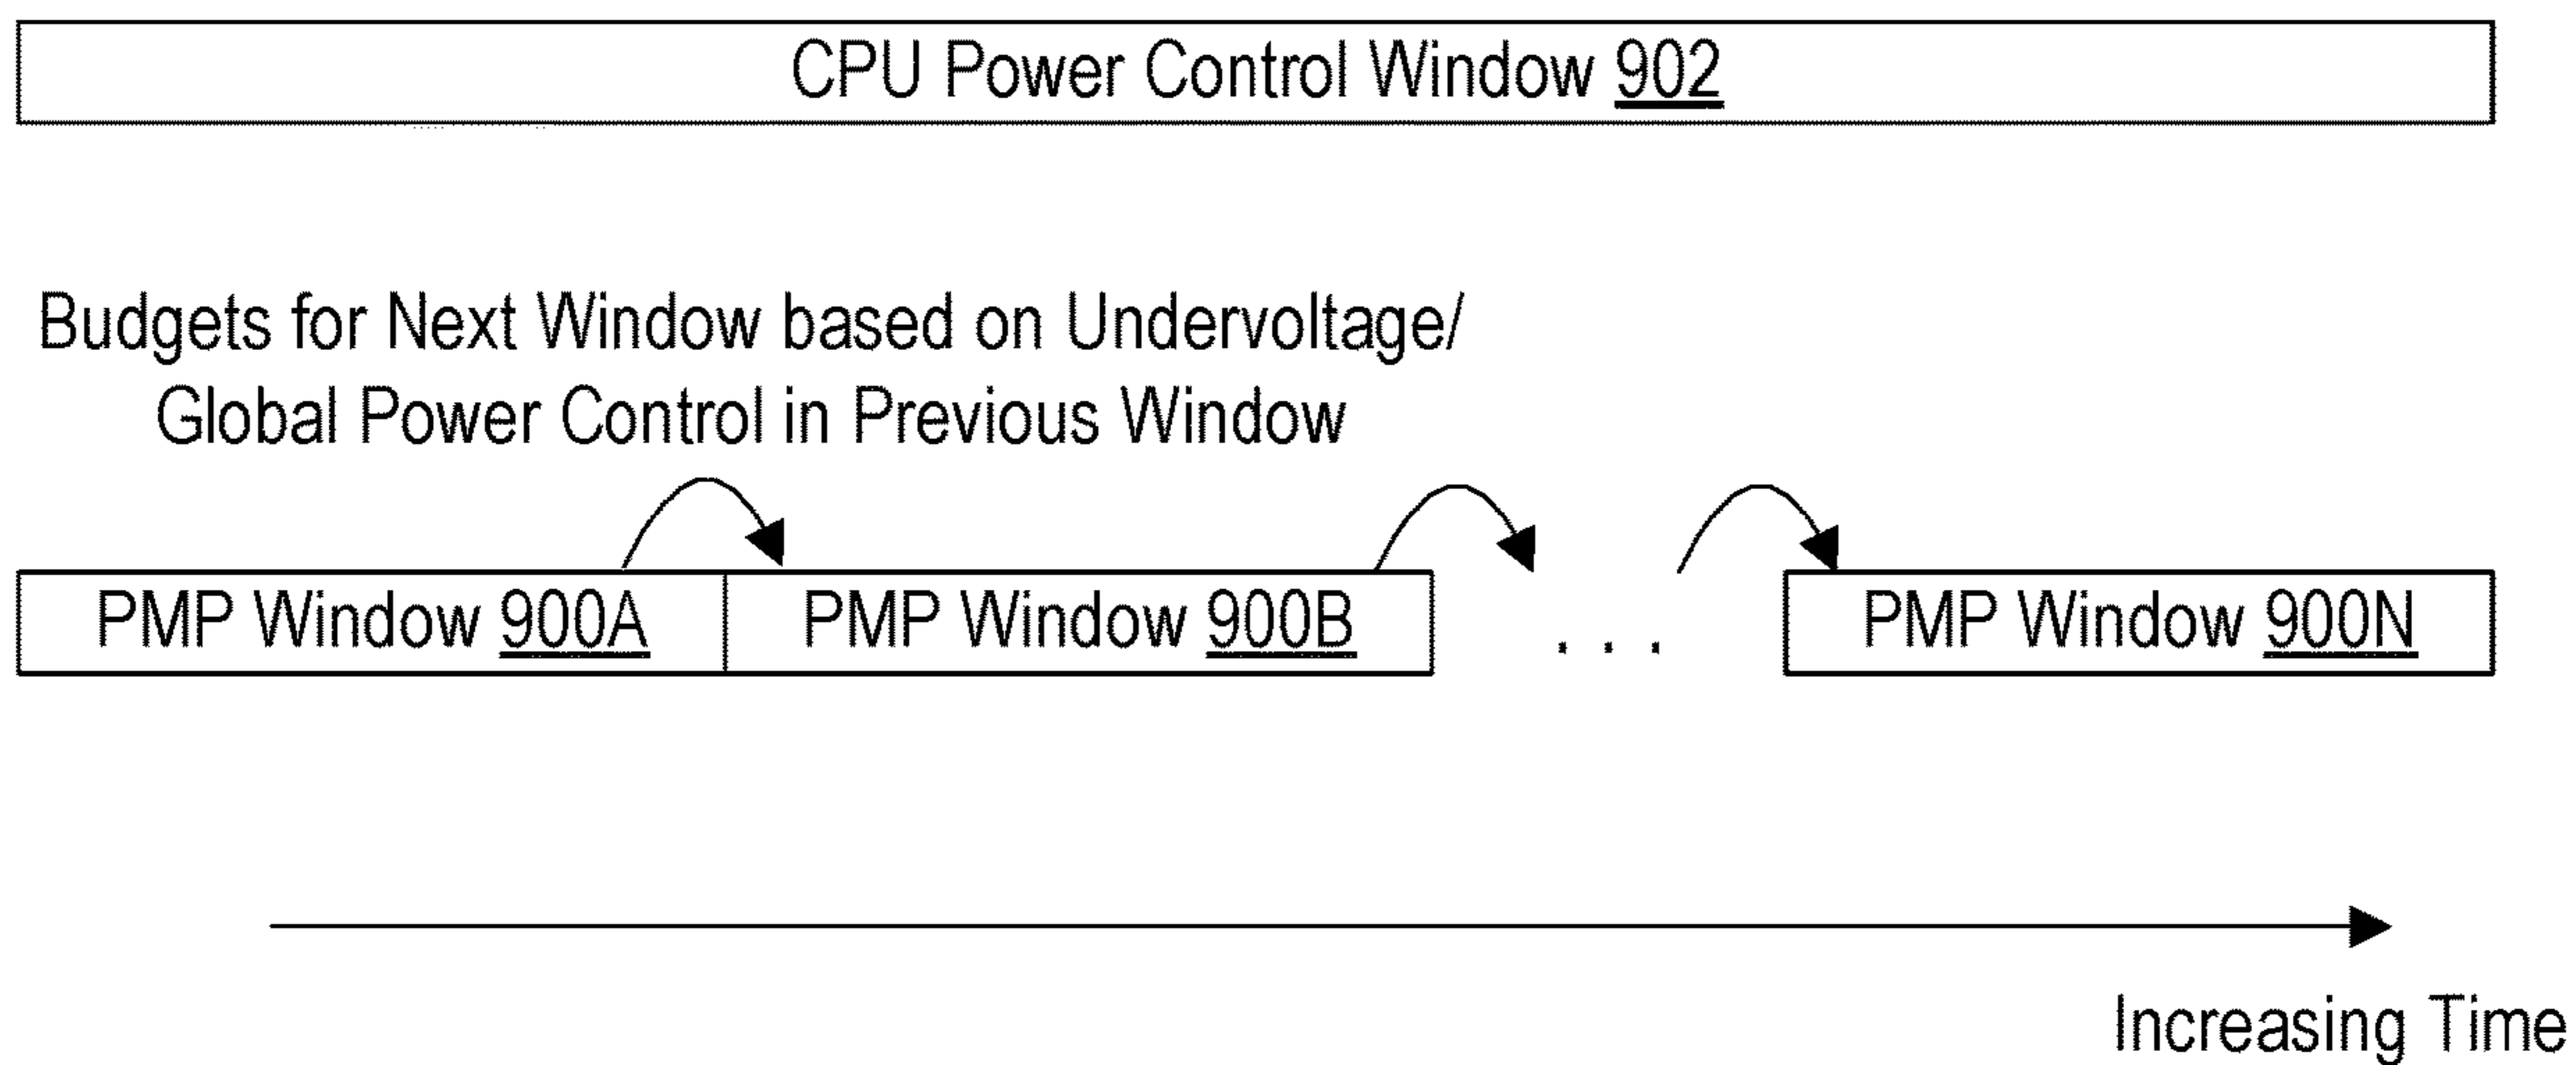 CPU Power Control Window 902
Budgets for Next Window based on Undervoltage/
Global Power Control in Previous Window
PMP Window 900A
PMP Window 900B
. . .
PMP Window 900N
Increasing Time